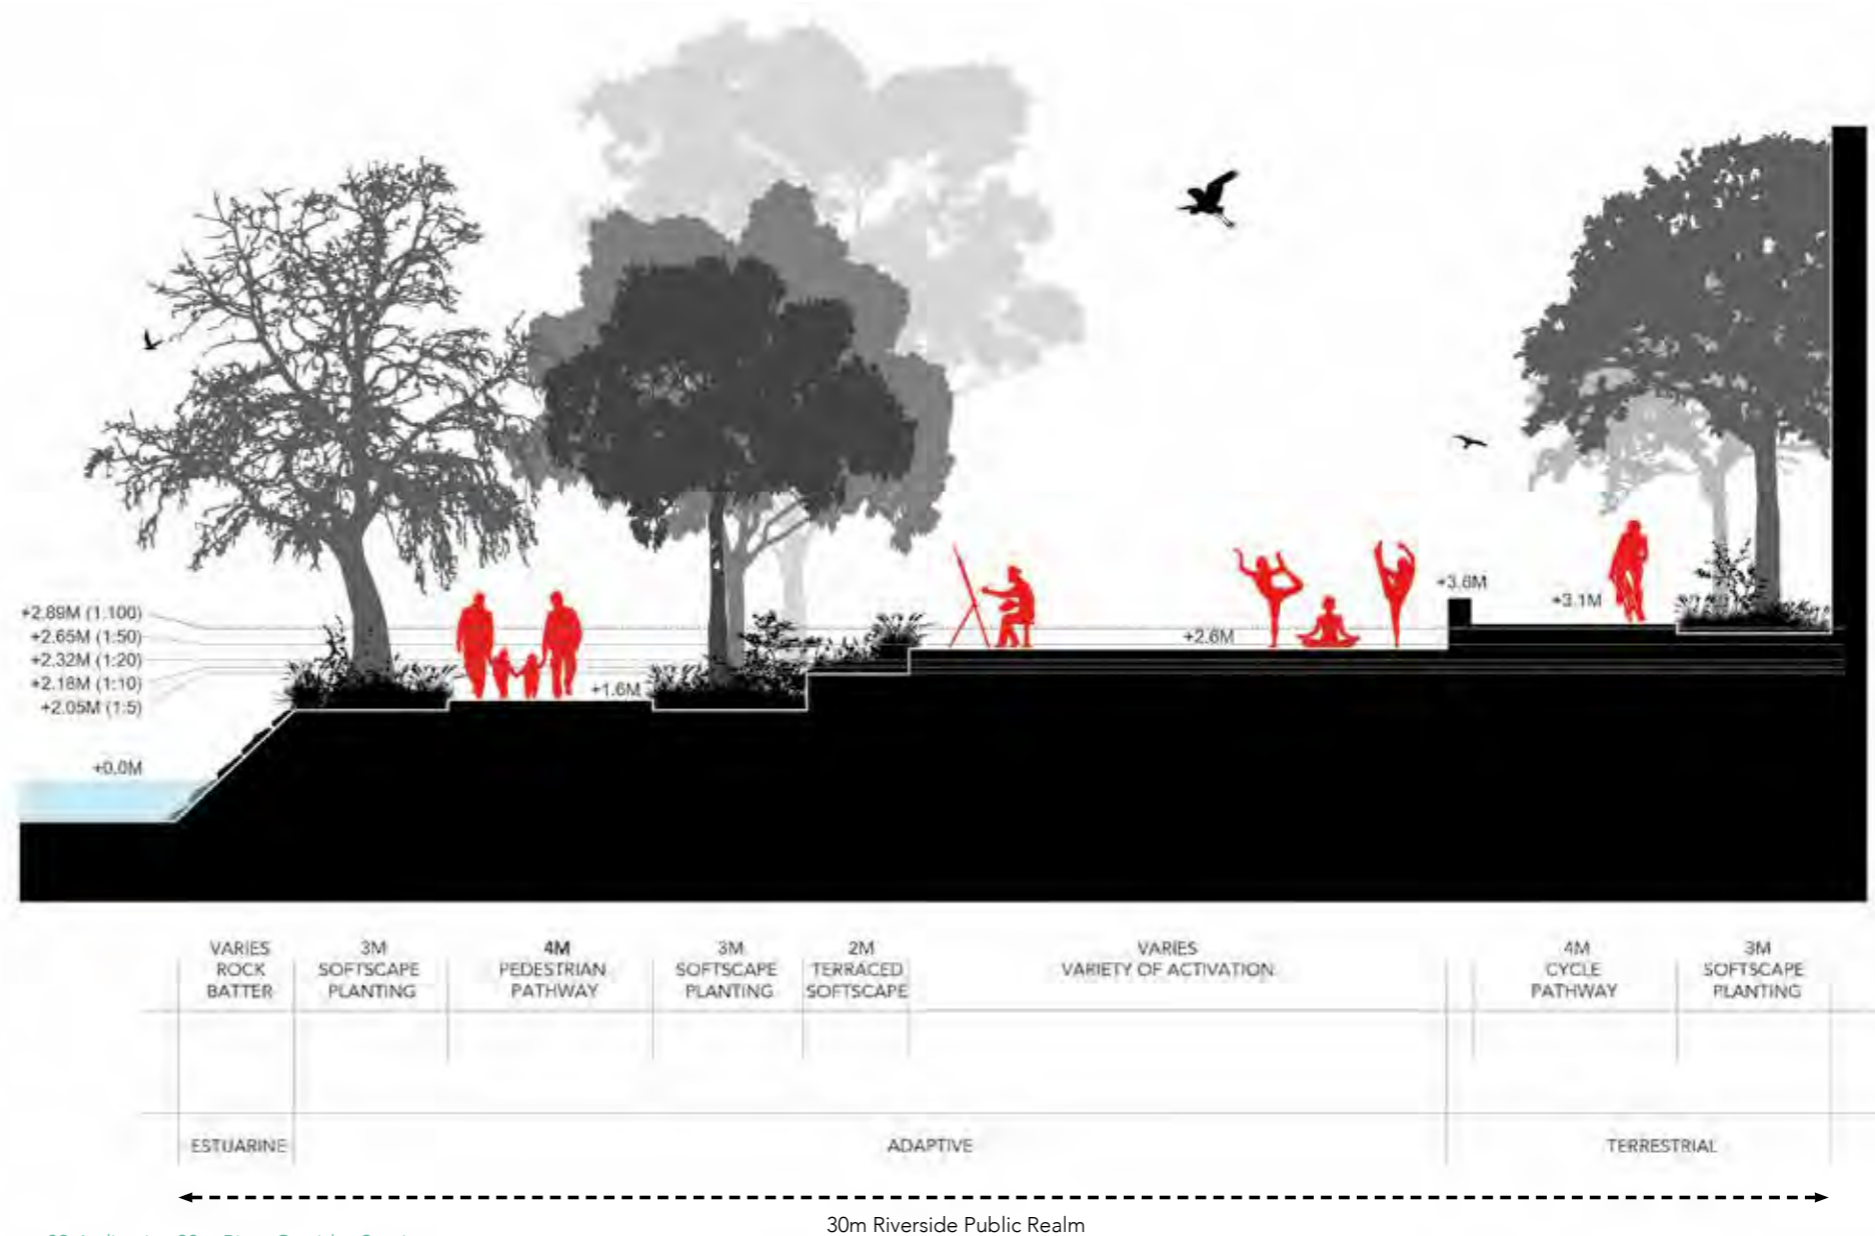 +3.6M
+3.1M
+2.89M (1:100)
+2.65M (1:50)
+2.6M
+2.32M (1:20)
+2.18M (1:10)
+1.6M
+2.05M (1:5)
+0.0M
VARIES
ROCK
BATTER
3M
SOFTSCAPE
PLANTING
4M
PEDESTRIAN
PATHWAY
3M
SOFTSCAPE
PLANTING
2M
TERRACED
SOFTSCAPE
VARIES
VARIETY OF ACTIVATION
4M
CYCLE
PATHWAY
3M
SOFTSCAPE
PLANTING
ESTUARINE
ADAPTIVE
TERRESTRIAL
30m Riverside Public Realm